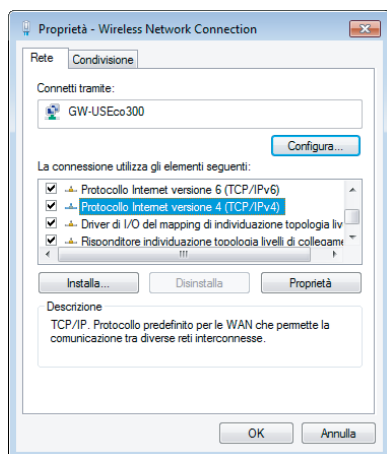 Proprietà - Wireless Network Connection
Rete
Condivisione
Connetti tramite:
GW-USEco300
Configura...
La connessione utilizza gli elementi seguenti:
Protocollo Internet versione 6 (TCP/IPv6)
Protocollo Internet versione 4 (TCP/IPv4)
Driver di I/O del mapping di individuazione topologia liv
Risponditore individuazione topologia livelli di collegame
Installa...
Disinstalla
Proprietà
Descrizione
TCP/IP. Protocollo predefinito per le WAN che permette la
comunicazione tra diverse reti interconnesse.
OK
Annulla